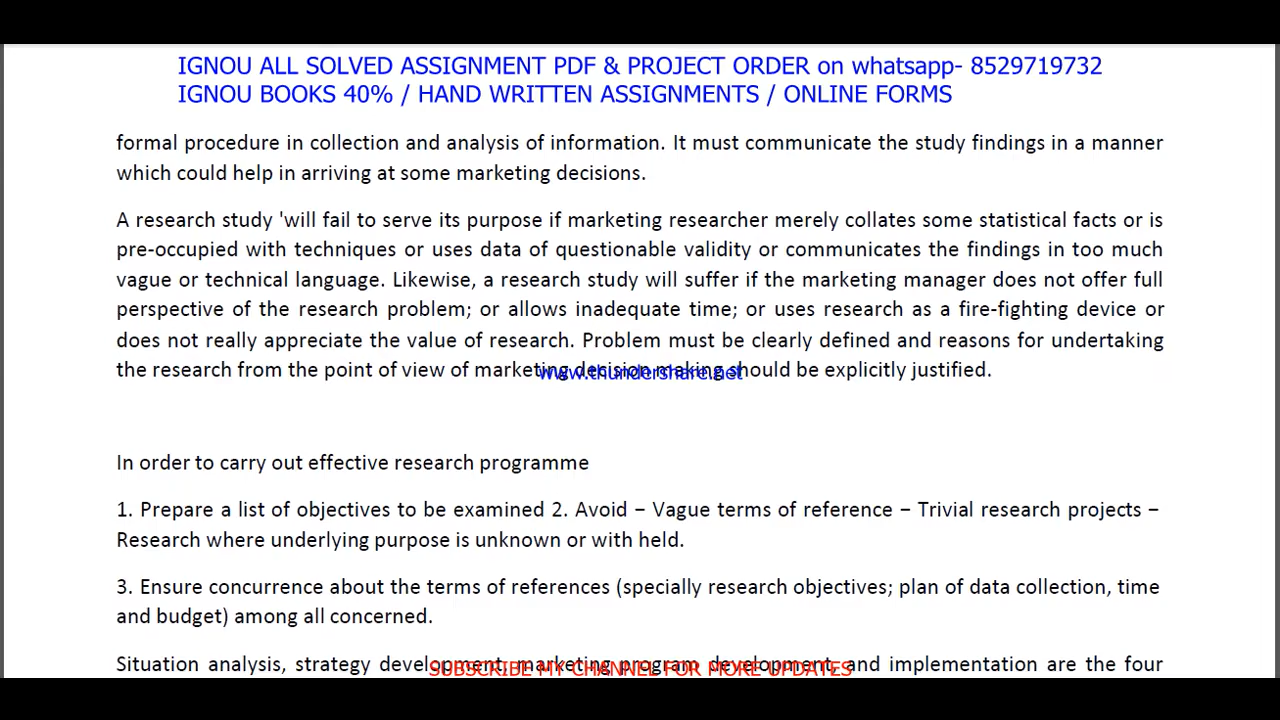 IGNOU ALL SOLVED ASSIGNMENT PDF & PROJECT ORDER on whatsapp- 8529719732
IGNOU BOOKS 40% / HAND WRITTEN ASSIGNMENTS / ONLINE FORMS
formal procedure in collection and analysis of information. It must communicate the study findings in a manner
which could help in arriving at some marketing decisions.
A research study 'will fail to serve its purpose if marketing researcher merely collates some statistical facts or is
pre-occupied with techniques or uses data of questionable validity or communicates the findings in too much
vague or technical language. Likewise, a research study will suffer if the marketing manager does not offer full
perspective of the research problem; or allows inadequate time; or uses research as a fire-fighting device or
does not really appreciate the value of research. Problem must be clearly defined and reasons for undertaking
the research from the point of view of marketing decision making should be explicitly justified.
www.thundershare.net
In order to carry out effective research programme
1. Prepare a list of objectives to be examined 2. Avoid − Vague terms of reference − Trivial research projects −
Research where underlying purpose is unknown or with held.
3. Ensure concurrence about the terms of references (specially research objectives; plan of data collection, time
and budget) among all concerned.
Situation analysis, strategy development, marketing program development, and implementation are the four
SUBSCRIBE MY CHANNEL FOR MORE UPDATES